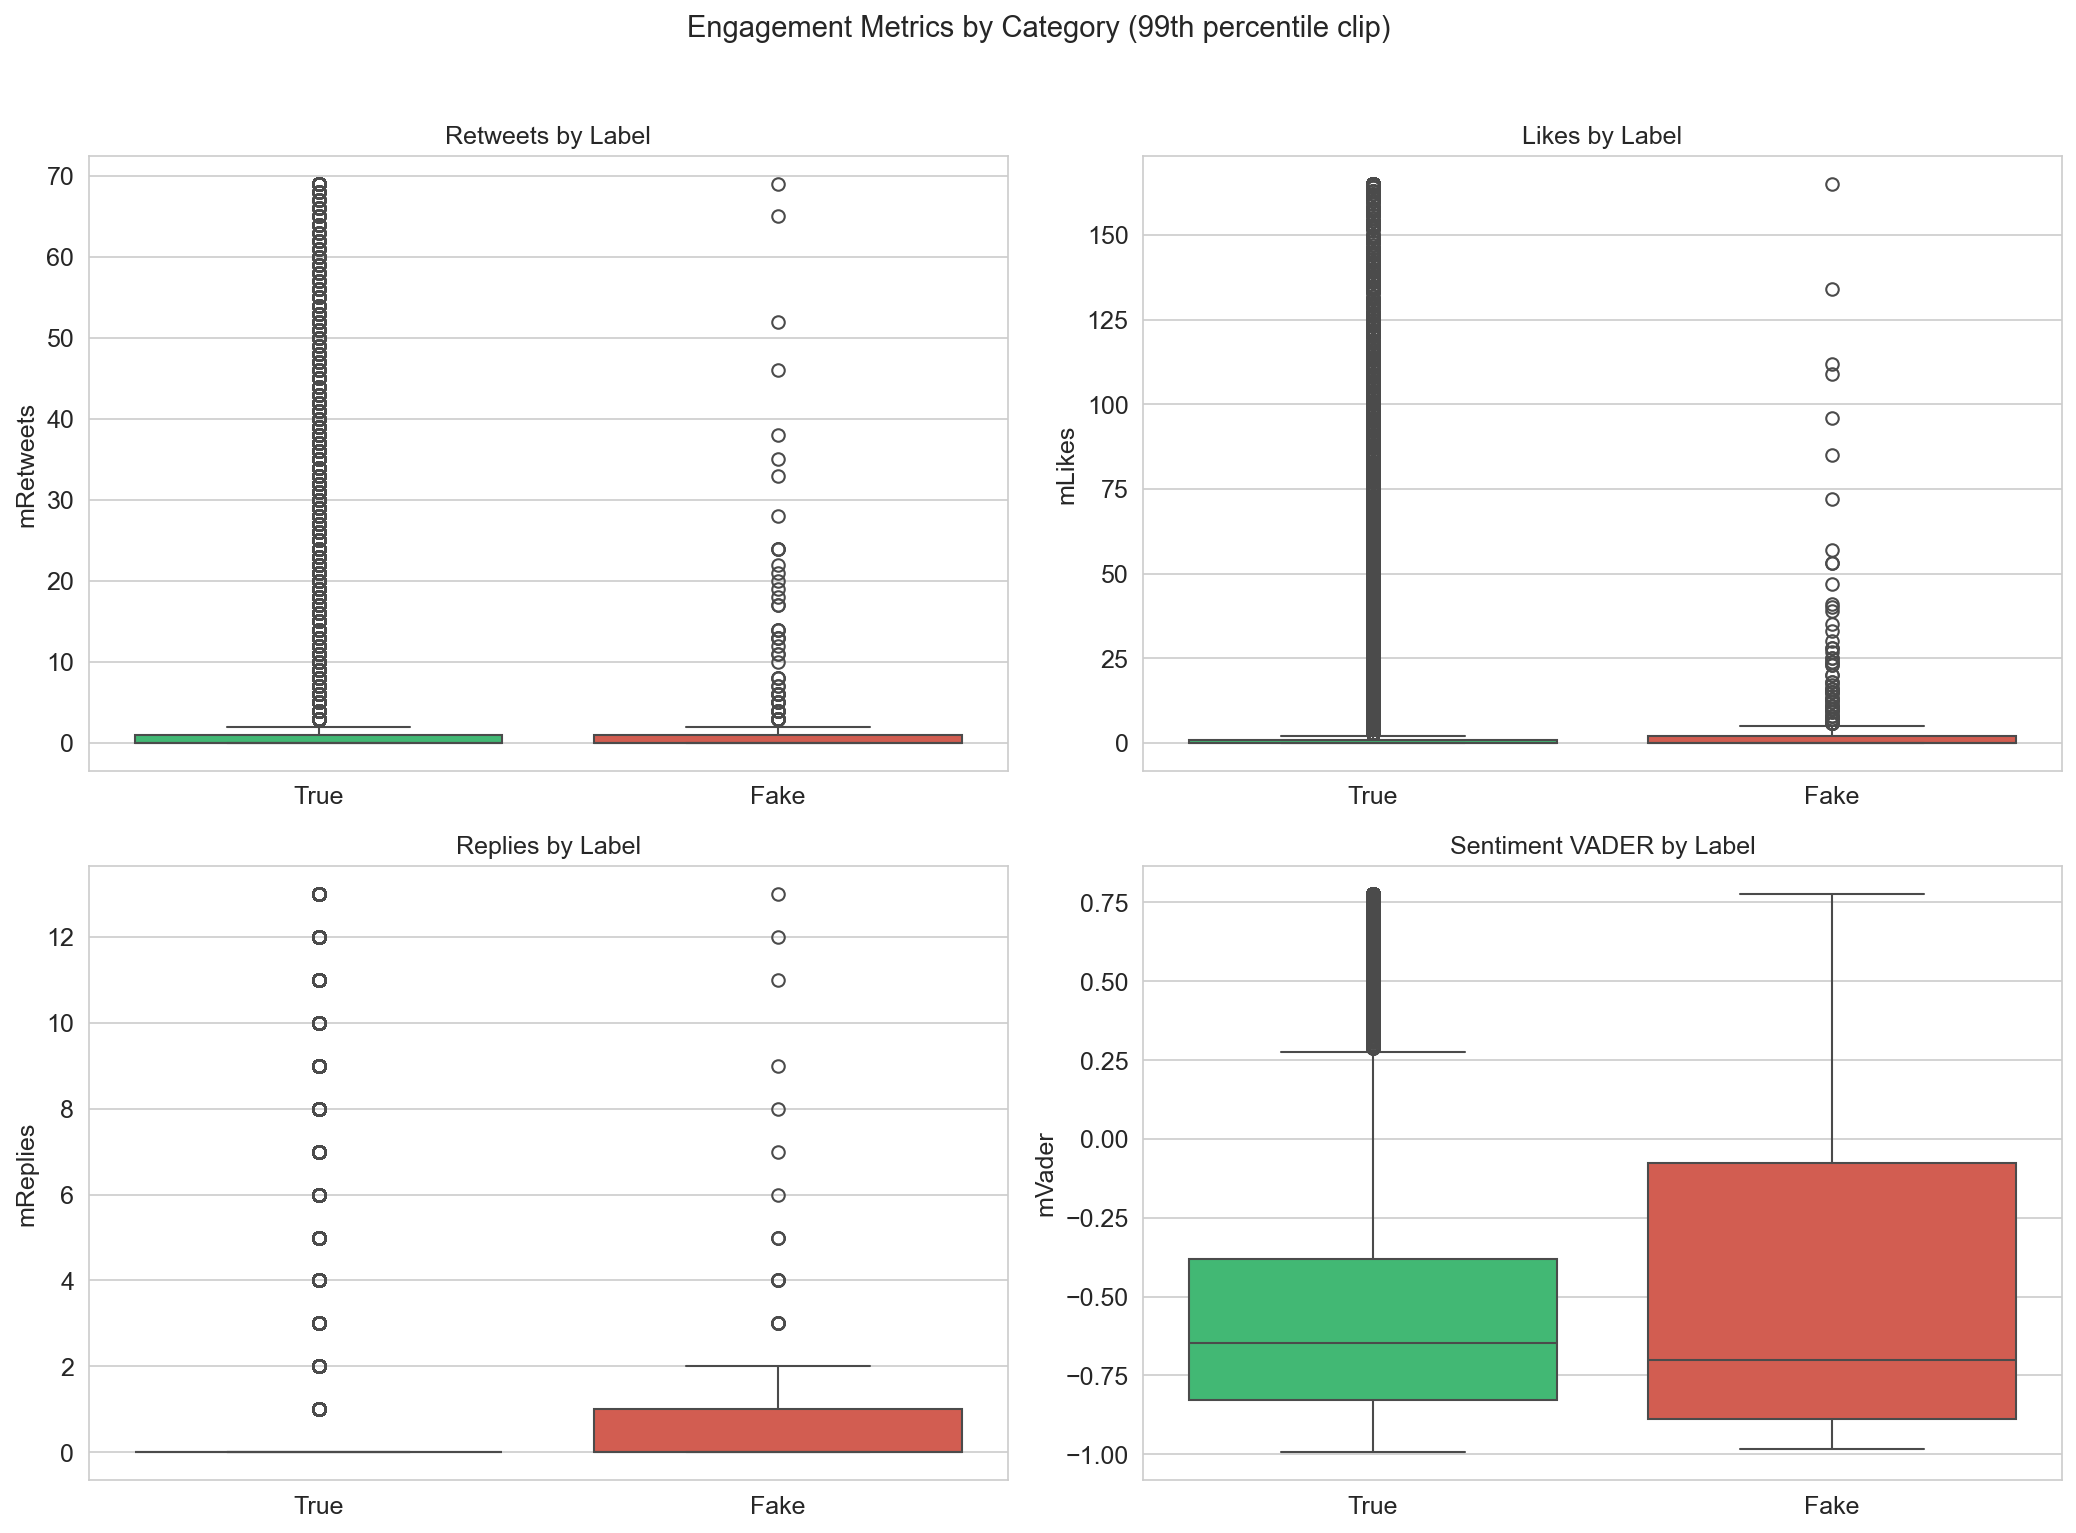 Engagement Metrics by Category (99th percentile clip)
Retweets by Label
70
60
50
40
30
20
10
0
mRetweets
True
Fake
Likes by Label
150
125
100
75
50
25
0
mLikes
True
Fake
Replies by Label
12
10
8
6
4
2
0
mReplies
True
Fake
Sentiment VADER by Label
0.75
0.50
0.25
0.00
−0.25
−0.50
−0.75
−1.00
mVader
True
Fake